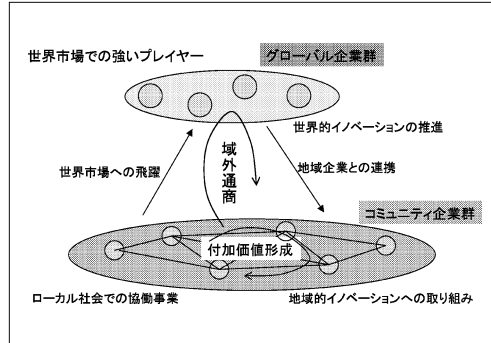 世界市場での強いプレイヤー
グローバル企業群
世界的イノベーションの推進
域外通商
地域企業との連携
世界市場への飛躍
コミュニティ企業群
付加価値形成
ローカル社会での協働事業
地域的イノベーションへの取り組み